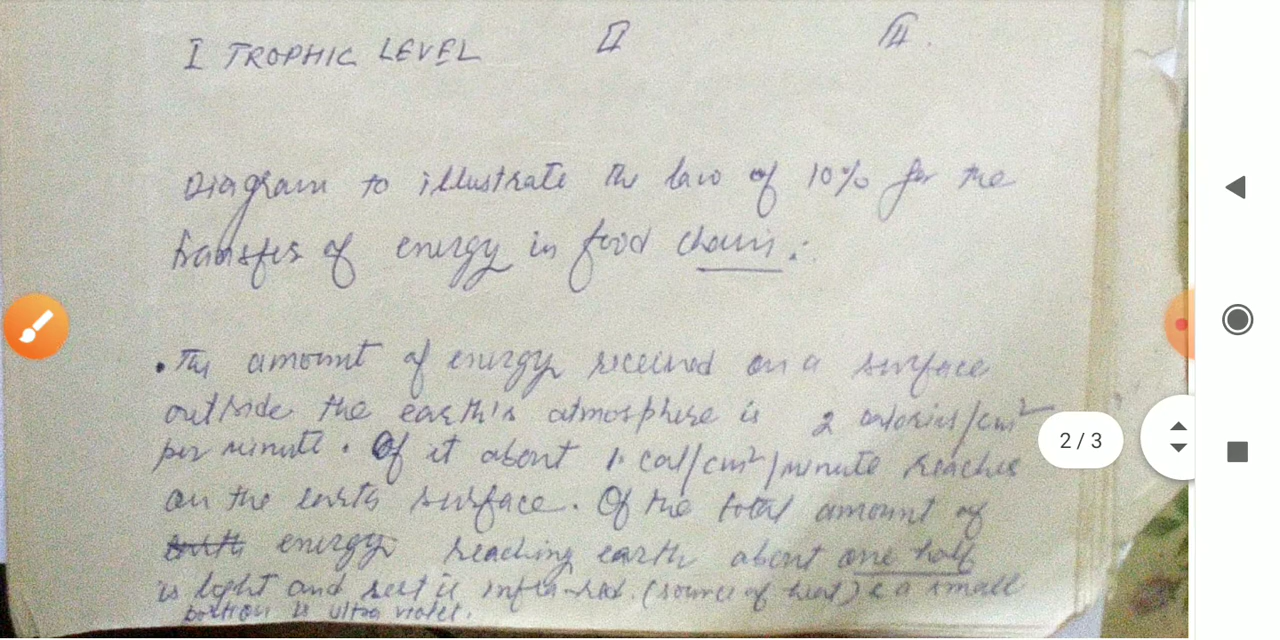 I TROPHIC LEVEL II III.
Diagram to illustrate the law of 10% for the
transfer of energy in food chain:
• The amount of energy received on a surface
outside the earth's atmosphere is 2 calories/cm²
per minute. Of it about 1 cal/cm²/minute reaches
on the earth surface. Of the total amount of
earth energy reaching earth about one half
is light and rest is infra-red (source of heat) & a small
portion is ultra violet.
2/3